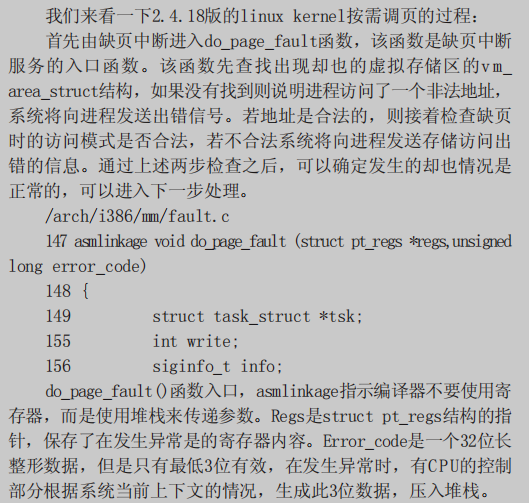 我们来看一下2.4.18版的linux kernel按需调页的过程：
首先由缺页中断进入do_page_fault函数，该函数是缺页中断
服务的入口函数。该函数先查找出现却也的虚拟存储区的vm_
area_struct结构，如果没有找到则说明进程访问了一个非法地址，
系统将向进程发送出错信号。若地址是合法的，则接着检查缺页
时的访问模式是否合法，若不合法系统将向进程发送存储访问出
错的信息。通过上述两步检查之后，可以确定发生的却也情况是
正常的，可以进入下一步处理。
/arch/i386/mm/fault.c
147 asmlinkage void do_page_fault (struct pt_regs *regs,unsigned
long error_code)
148 {
149 struct task_struct *tsk;
155 int write;
156 siginfo_t info;
do_page_fault()函数入口，asmlinkage指示编译器不要使用寄
存器，而是使用堆栈来传递参数。Regs是struct pt_regs结构的指
针，保存了在发生异常是的寄存器内容。Error_code是一个32位长
整形数据，但是只有最低3位有效，在发生异常时，有CPU的控制
部分根据系统当前上下文的情况，生成此3位数据，压入堆栈。